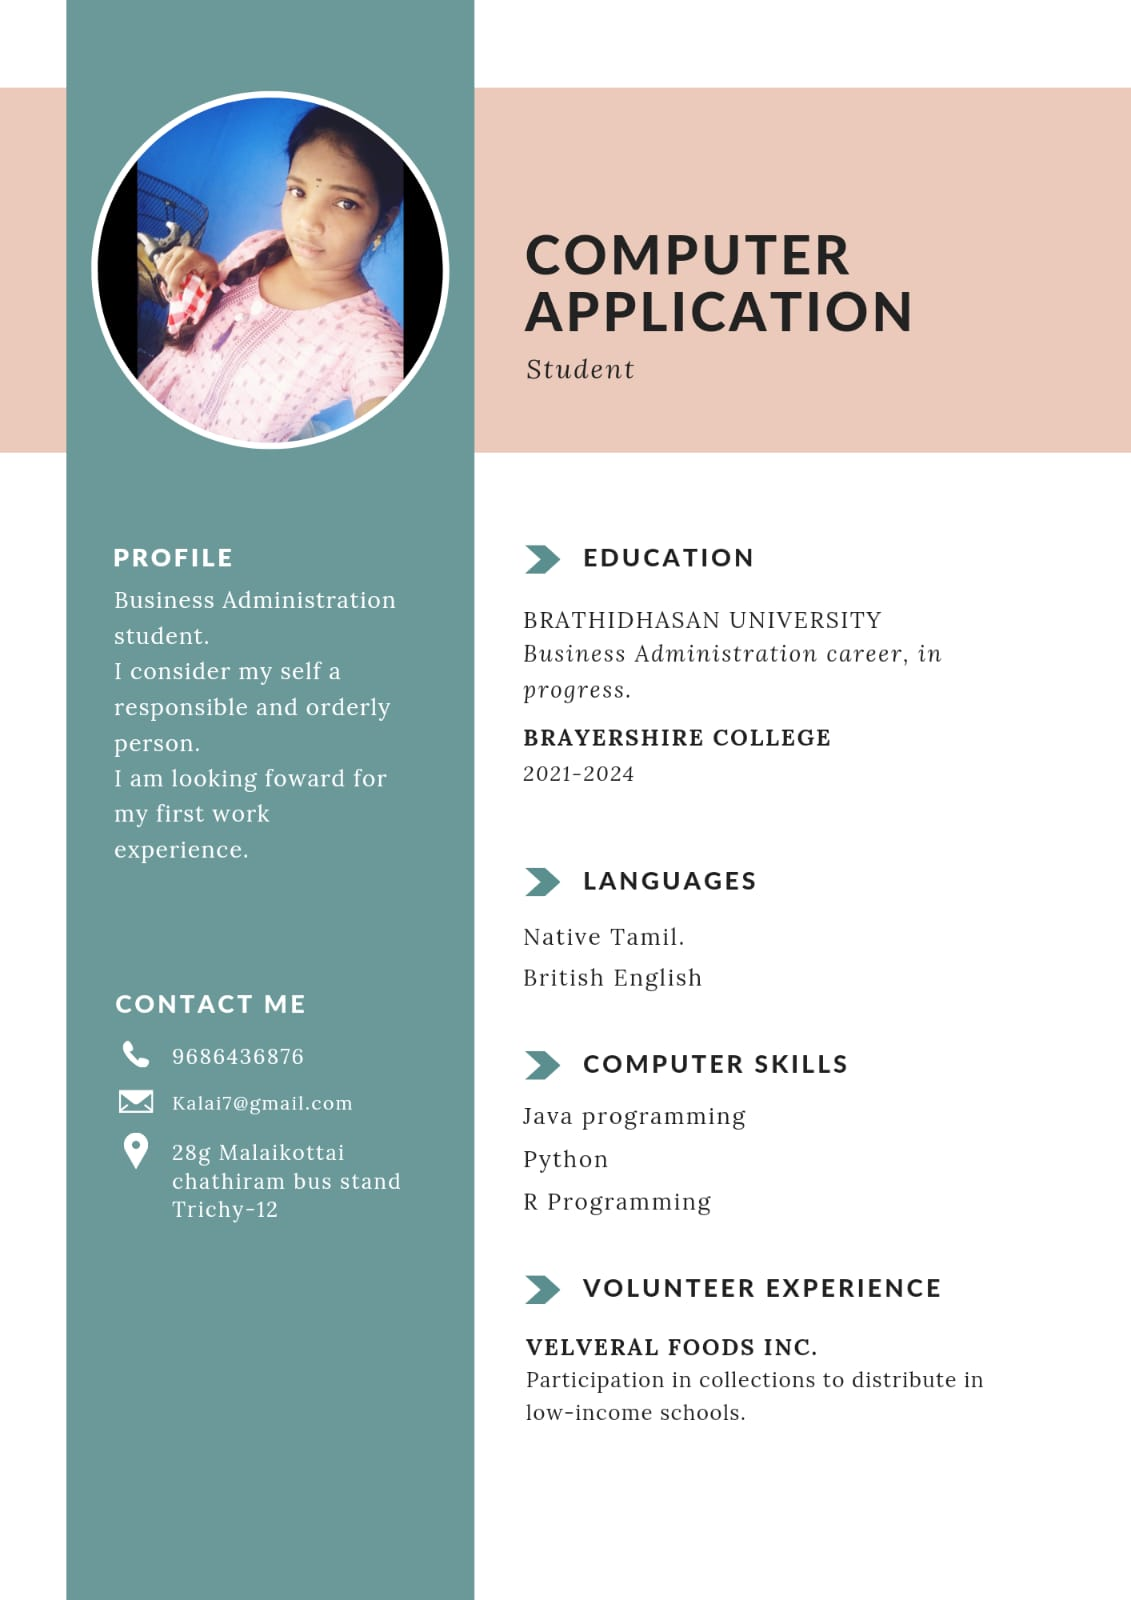 COMPUTER
APPLICATION
Student
PROFILE
Business Administration
student.
I consider my self a
responsible and orderly
person.
I am looking foward for
my first work
experience.
CONTACT ME
9686436876
Kalai7@gmail.com
28g Malaikottai
chathiram bus stand
Trichy-12
EDUCATION
BRATHIDHASAN UNIVERSITY
Business Administration career, in
progress.
BRAYERSHIRE COLLEGE
2021-2024
LANGUAGES
Native Tamil.
British English
COMPUTER SKILLS
Java programming
Python
R Programming
VOLUNTEER EXPERIENCE
VELVERAL FOODS INC.
Participation in collections to distribute in
low-income schools.